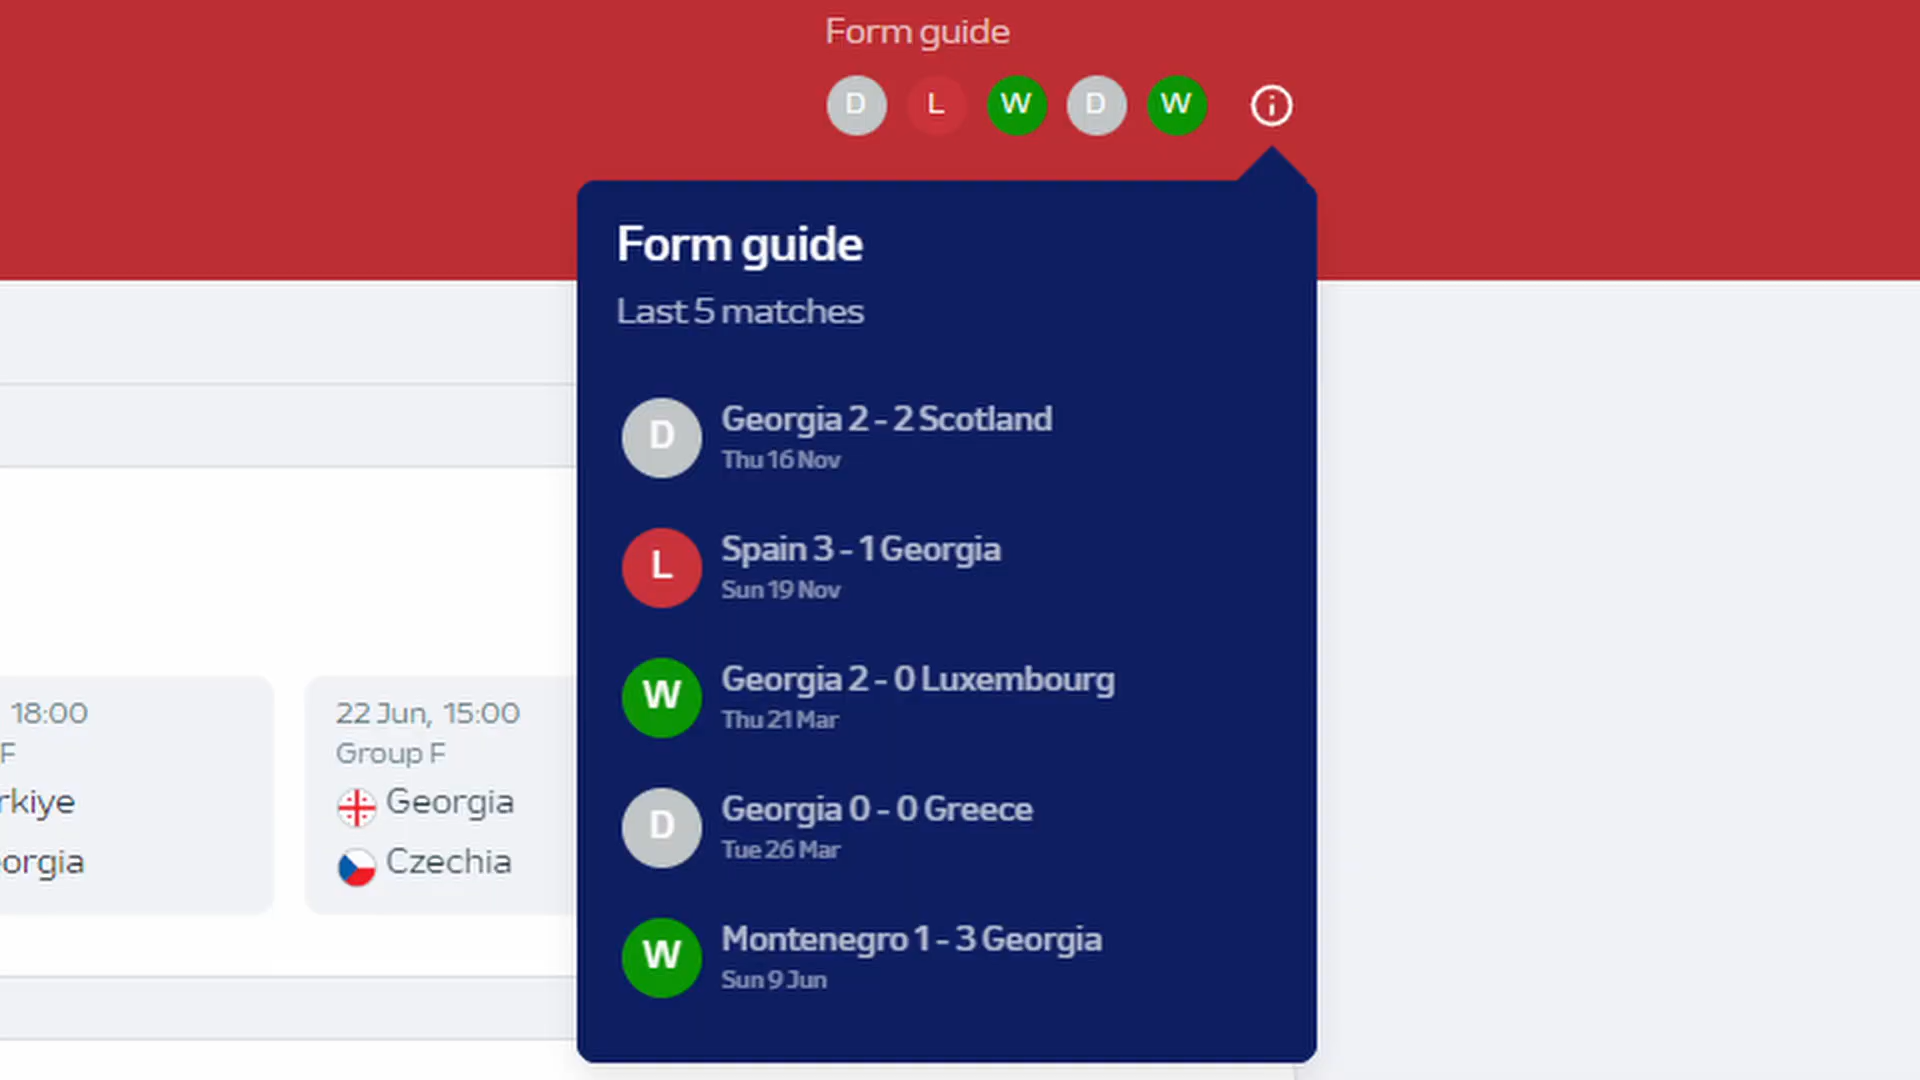 Form guide
D L W D W
Form guide
Last 5 matches
D
Georgia 2 - 2 Scotland
Thu 16 Nov
L
Spain 3 - 1 Georgia
Sun 19 Nov
W
Georgia 2 - 0 Luxembourg
Thu 21 Mar
D
Georgia 0 - 0 Greece
Tue 26 Mar
W
Montenegro 1 - 3 Georgia
Sun 9 Jun
18:00
F
rkiye
orgia
22 Jun, 15:00
Group F
Georgia
Czechia